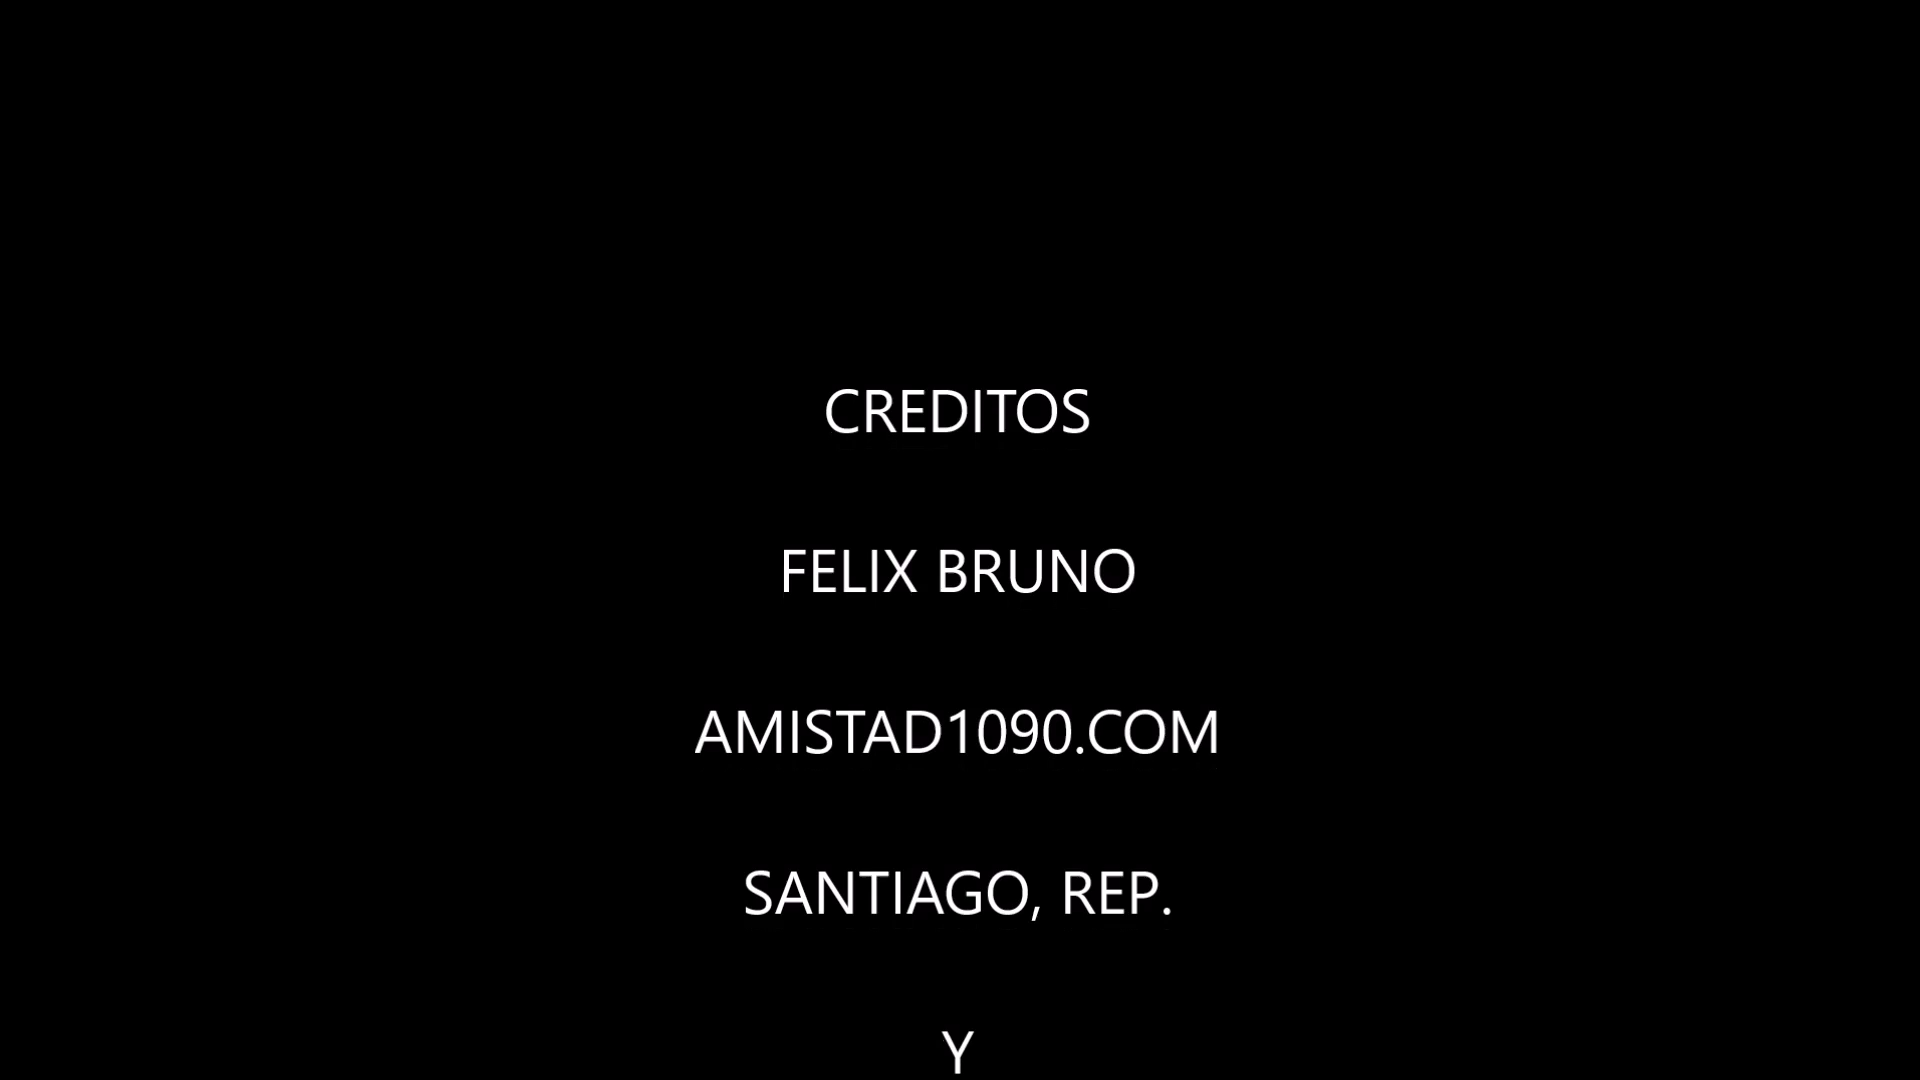 CREDITOS
FELIX BRUNO
AMISTAD1090.COM
SANTIAGO, REP.
Y